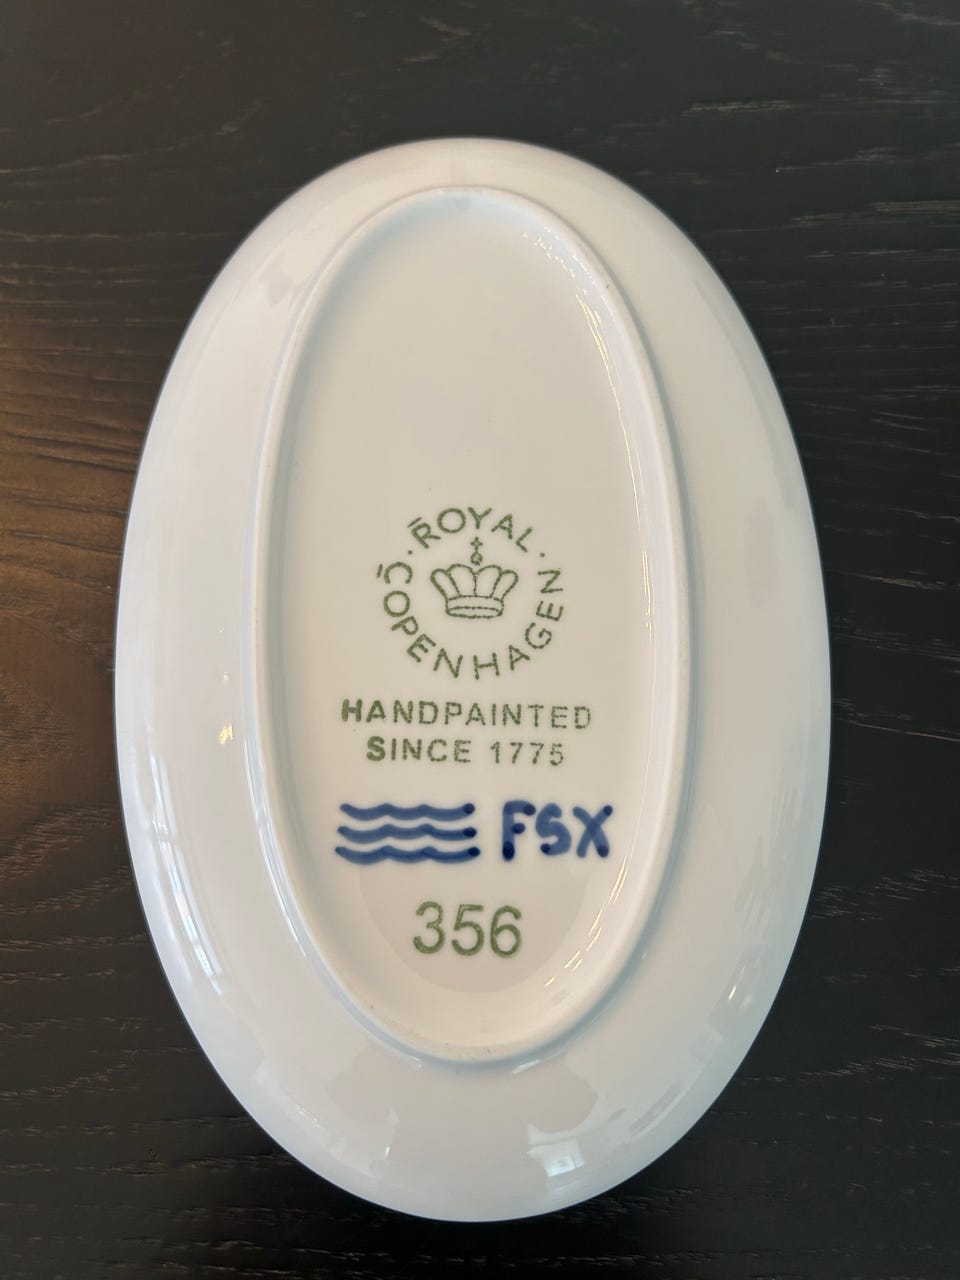 ROYAL
COPENHAGEN
HANDPAINTED
SINCE 1775
FSX
356